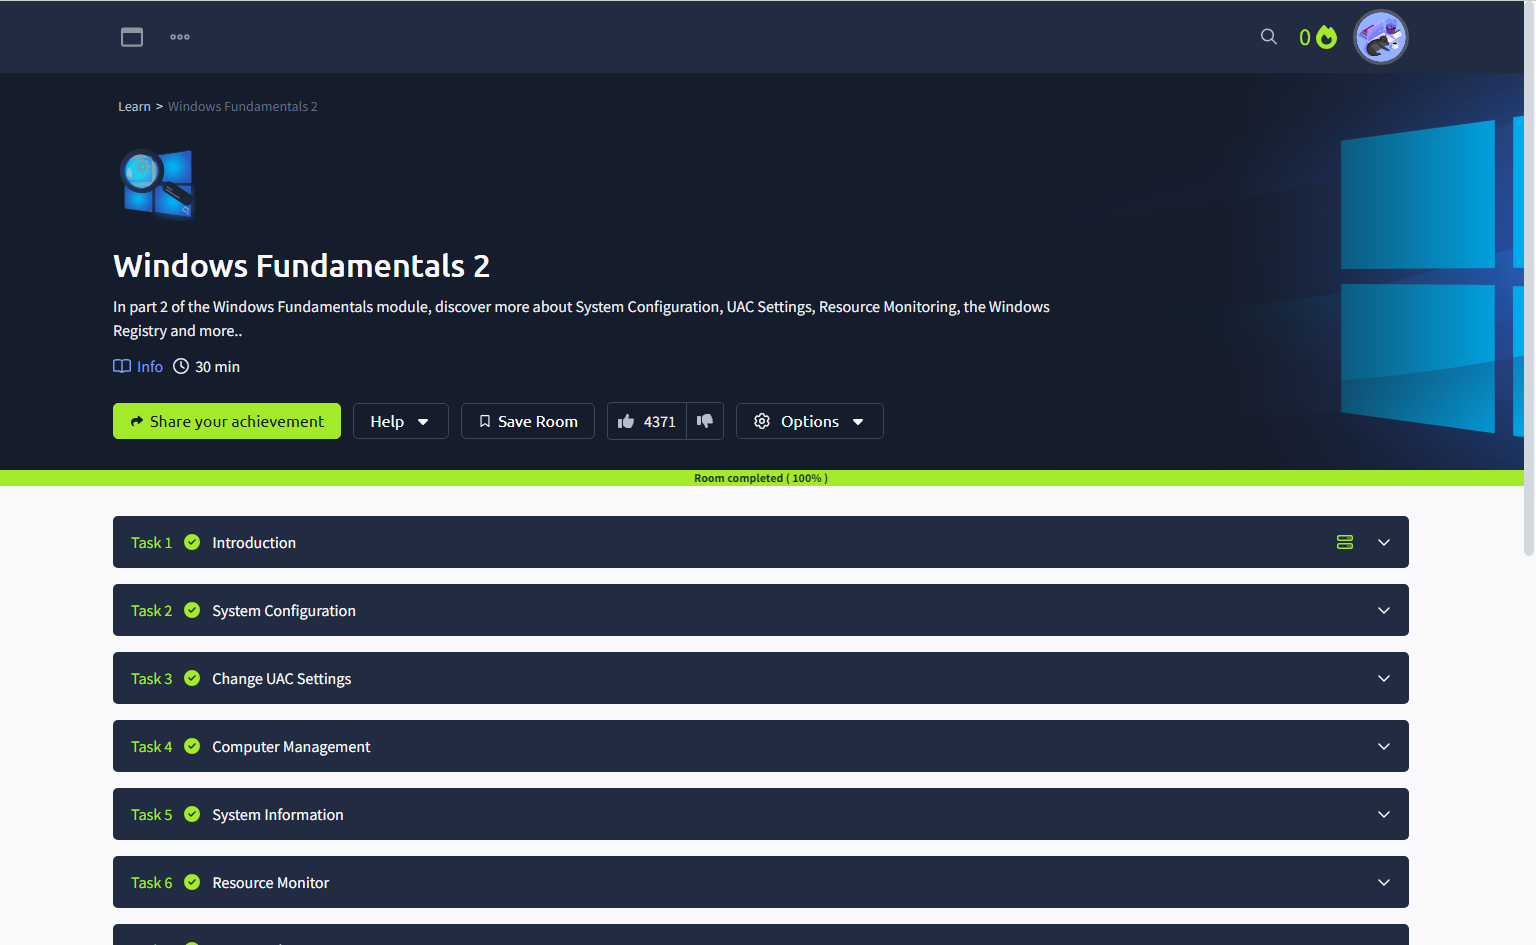 0
Learn > Windows Fundamentals 2
Windows Fundamentals 2
In part 2 of the Windows Fundamentals module, discover more about System Configuration, UAC Settings, Resource Monitoring, the Windows
Registry and more..
Info 30 min
Share your achievement Help Save Room 4371 Options
Room completed ( 100% )
Task 1 Introduction
Task 2 System Configuration
Task 3 Change UAC Settings
Task 4 Computer Management
Task 5 System Information
Task 6 Resource Monitor